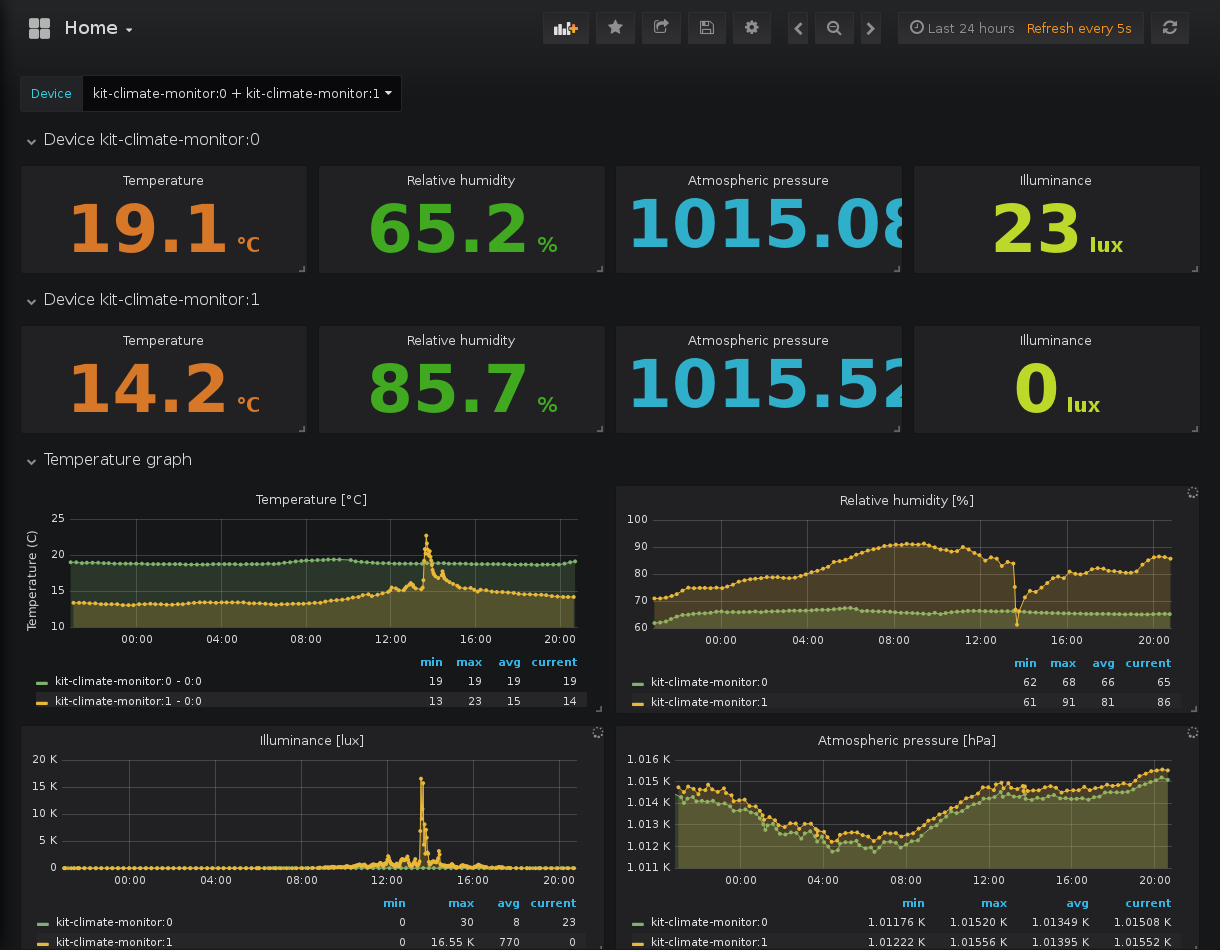 Home
Last 24 hours Refresh every 5s
Device kit-climate-monitor:0 + kit-climate-monitor:1
Device kit-climate-monitor:0
Temperature Relative humidity Atmospheric pressure Illuminance
19.1 °C 65.2 % 1015.08 23 lux
Device kit-climate-monitor:1
Temperature Relative humidity Atmospheric pressure Illuminance
14.2 °C 85.7 % 1015.52 0 lux
Temperature graph
Temperature [°C]
Temperature (C)
25
20
15
10
00:00 04:00 08:00 12:00 16:00 20:00
min max avg current
kit-climate-monitor:0 - 0:0 19 19 19 19
kit-climate-monitor:1 - 0:0 13 23 15 14
Relative humidity [%]
100
90
80
70
60
00:00 04:00 08:00 12:00 16:00 20:00
min max avg current
kit-climate-monitor:0 62 68 66 65
kit-climate-monitor:1 61 91 81 86
Illuminance [lux]
20 K
15 K
10 K
5 K
0
00:00 04:00 08:00 12:00 16:00 20:00
min max avg current
kit-climate-monitor:0 0 30 8 23
kit-climate-monitor:1 0 16.55 K 770 0
Atmospheric pressure [hPa]
1.016 K
1.015 K
1.014 K
1.013 K
1.012 K
1.011 K
00:00 04:00 08:00 12:00 16:00 20:00
min max avg current
kit-climate-monitor:0 1.01176 K 1.01520 K 1.01349 K 1.01508 K
kit-climate-monitor:1 1.01222 K 1.01556 K 1.01395 K 1.01552 K